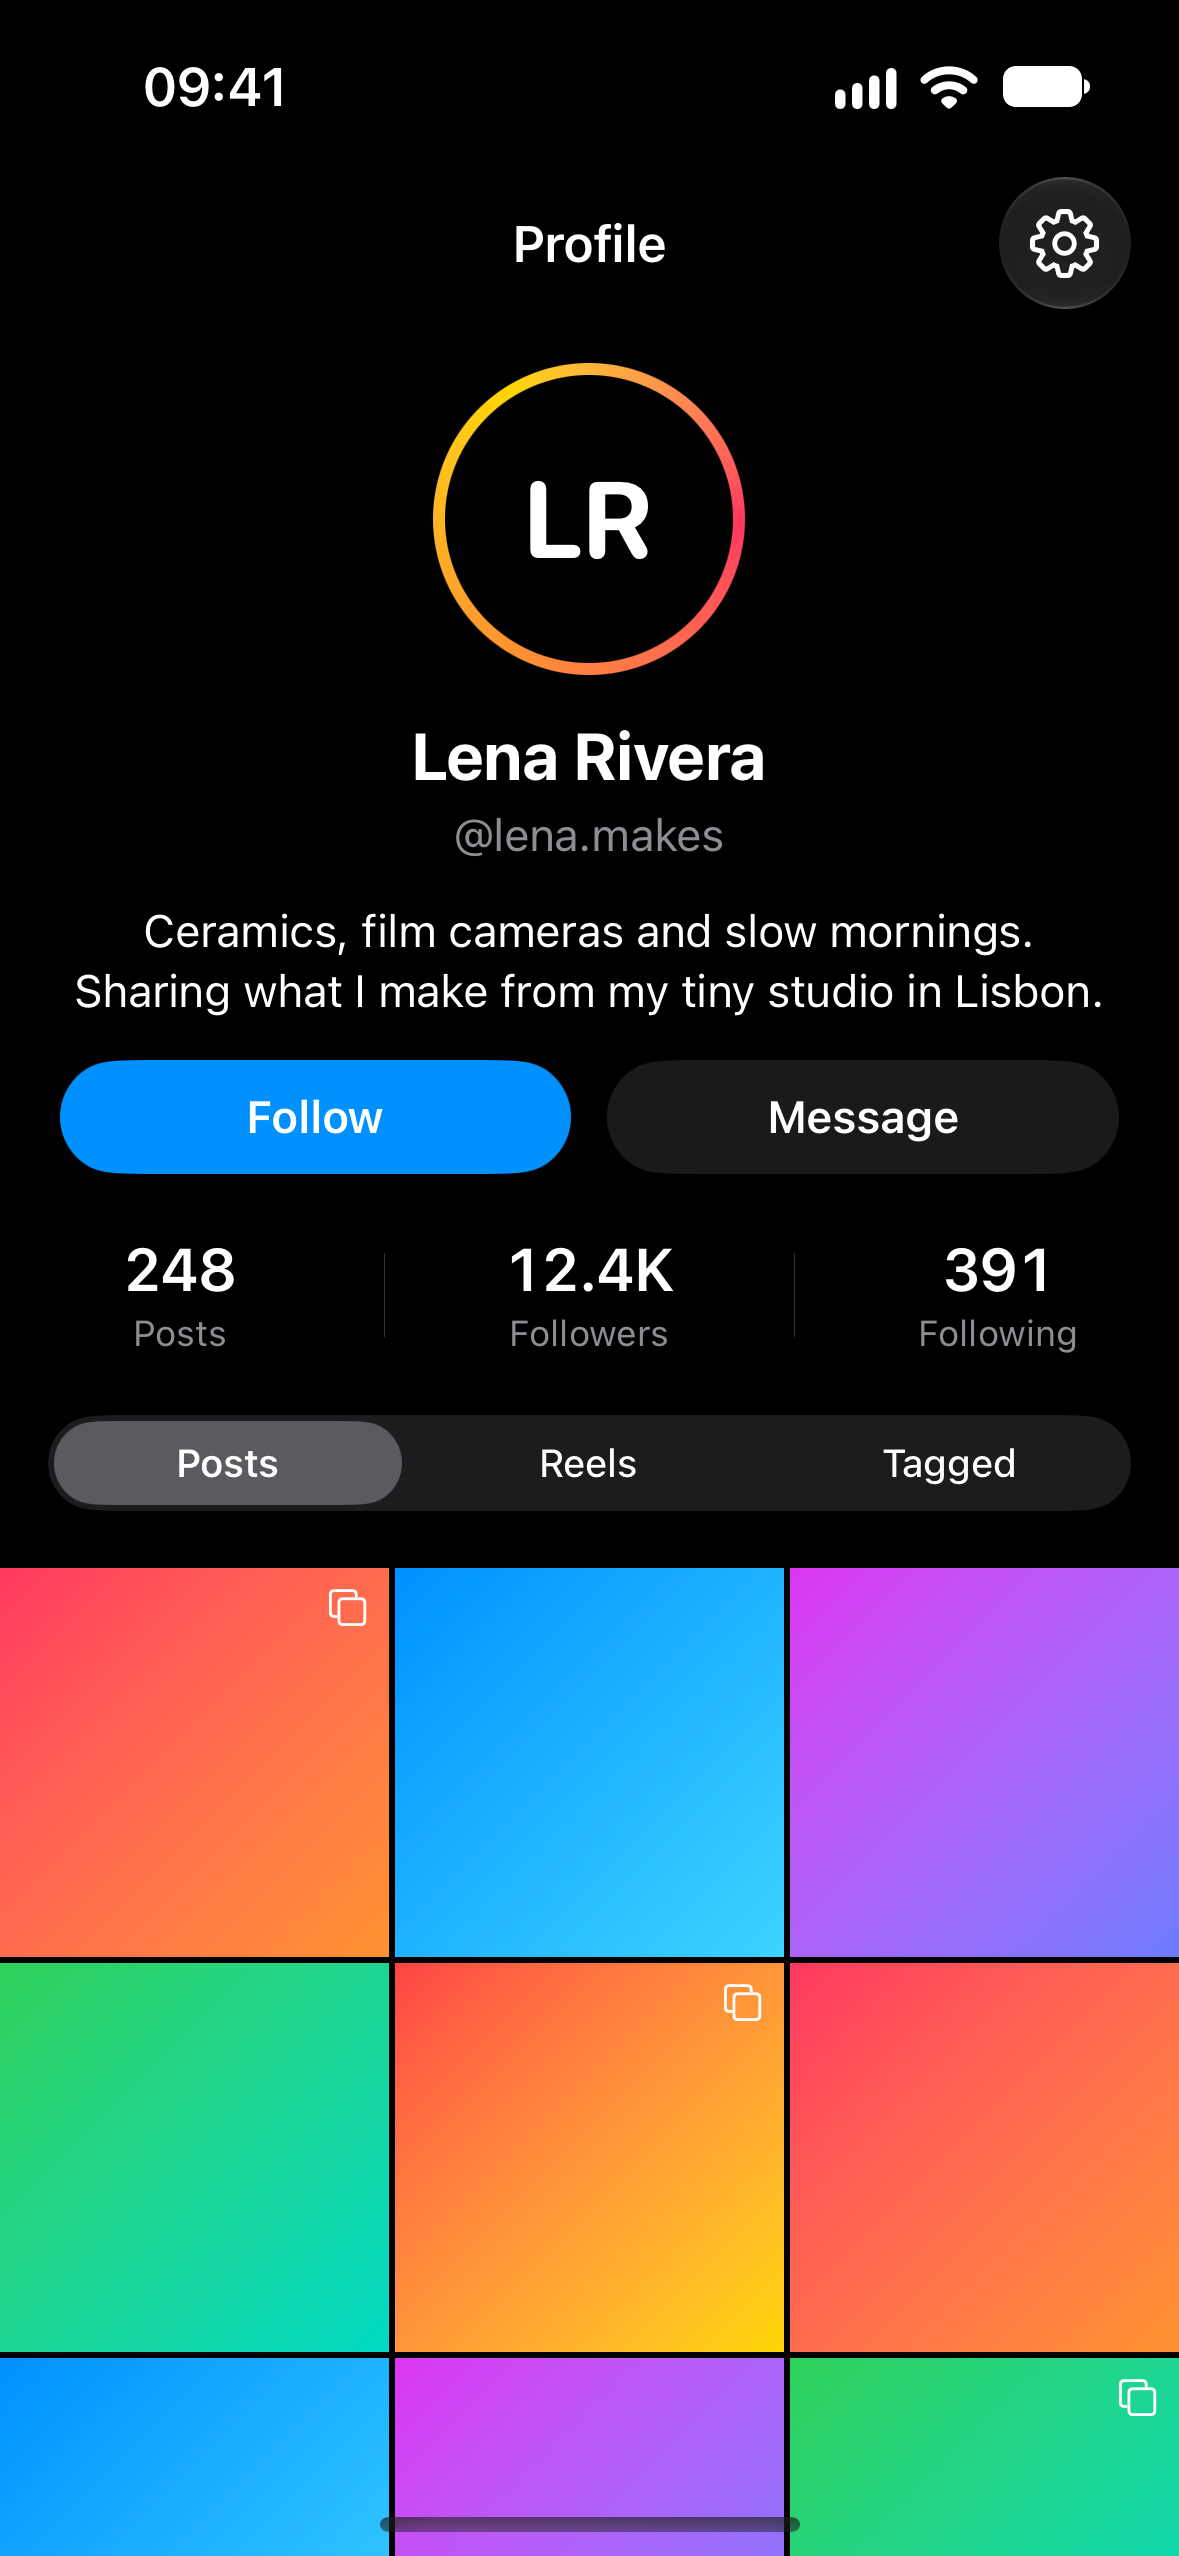 09:41
Profile
LR
Lena Rivera
@lena.makes
Ceramics, film cameras and slow mornings.
Sharing what I make from my tiny studio in Lisbon.
Follow
Message
248
Posts
12.4K
Followers
391
Following
Posts
Reels
Tagged